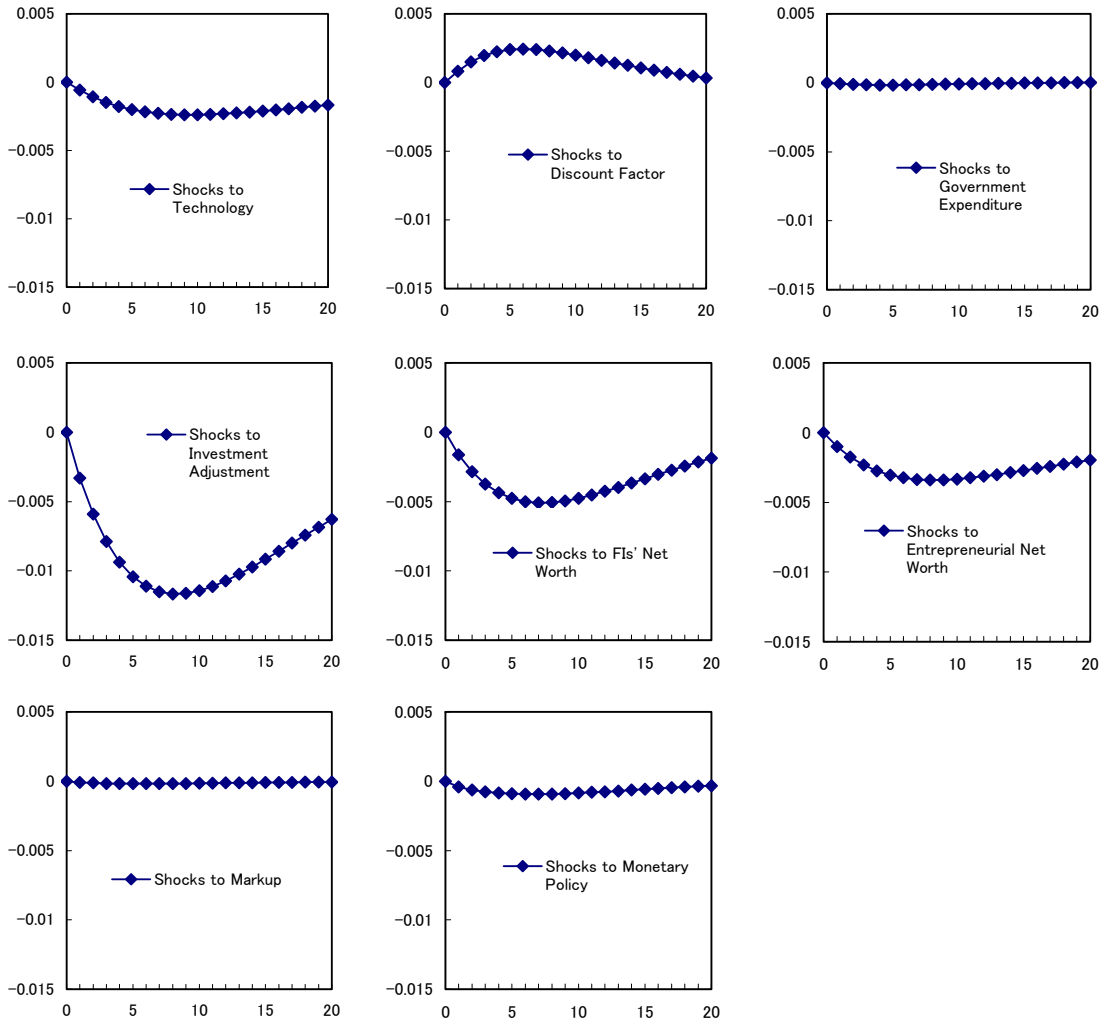 0.005
0
−0.005
−0.01
−0.015
0 5 10 15 20
Shocks to
Technology
0.005
0
−0.005
−0.01
−0.015
0 5 10 15 20
Shocks to
Discount Factor
0.005
0
−0.005
−0.01
−0.015
0 5 10 15 20
Shocks to
Government
Expenditure
0.005
0
−0.005
−0.01
−0.015
0 5 10 15 20
Shocks to
Investment
Adjustment
0.005
0
−0.005
−0.01
−0.015
0 5 10 15 20
Shocks to FIs' Net
Worth
0.005
0
−0.005
−0.01
−0.015
0 5 10 15 20
Shocks to
Entrepreneurial Net
Worth
0.005
0
−0.005
−0.01
−0.015
0 5 10 15 20
Shocks to Markup
0.005
0
−0.005
−0.01
−0.015
0 5 10 15 20
Shocks to Monetary
Policy